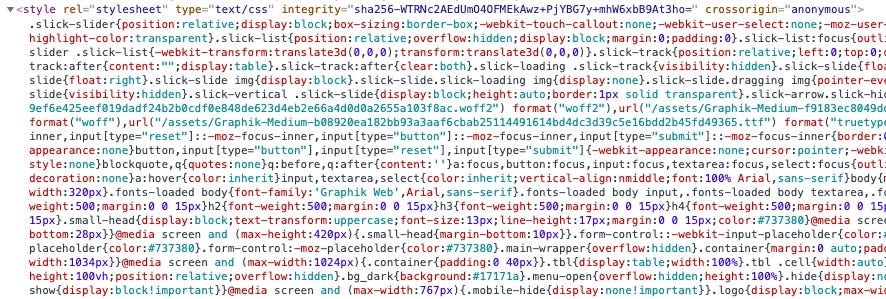 ▼<style rel="stylesheet" type="text/css" integrity="sha256-WTRNc2AEdUmO4OFMEkAwz+PjYBG7y+mhW6xbB9At3ho=" crossorigin="anonymous">
.slick-slider{position:relative;display:block;box-sizing:border-box;-webkit-touch-callout:none;-webkit-user-select:none;-moz-user-
highlight-color:transparent}.slick-list{position:relative;display:block;overflow:hidden;margin:0;padding:0}.slick-list:focus{outl
slider .slick-list{-webkit-transform:translate3d(0,0,0);transform:translate3d(0,0,0)}.slick-track{position:relative;left:0;top:0;
track:after{content:"";display:table}.slick-track:after{clear:both}.slick-loading .slick-track{visibility:hidden}.slick-slide{floa
slide{float:right}.slick-slide img{display:block}.slick-slide.slick-loading img{display:none}.slick-slide.dragging img{pointer-eve
slide{visibility:hidden}.slick-vertical .slick-slide{display:block;height:auto;border:1px solid transparent}.slick-arrow.slick-hid
9ef6e425eef019dadf24b2b0cdf0e848de623d4eb2e66a4d0d0a2655a103f8ac.woff2") format("woff2"),url("/assets/Graphik-Medium-f9183ec8049dc
format("woff"),url("/assets/Graphik-Medium-b08920ea182bb93a3aaf6cbab25114491614bd4dc3d39c5e16bdd2b45fd49365.ttf") format("truetype
inner,input[type="reset"]::-moz-focus-inner,input[type="button"]::-moz-focus-inner,input[type="submit"]::-moz-focus-inner{border:0
appearance:none}button,input[type="button"],input[type="reset"],input[type="submit"]{-webkit-appearance:none;cursor:pointer;-webki
style:none}blockquote,q{quotes:none}q:before,q:after{content:''}a:focus,button:focus,input:focus,textarea:focus,select:focus{outli
decoration:none}a:hover{color:inherit}input,textarea,select{color:inherit;vertical-align:middle;font:100% Arial,sans-serif}body{m
width:320px}.fonts-loaded body{font-family:'Graphik Web',Arial,sans-serif}.fonts-loaded body input,.fonts-loaded body textarea,.fo
weight:500;margin:0 0 15px}h2{font-weight:500;margin:0 0 15px}h3{font-weight:500;margin:0 0 15px}h4{font-weight:500;margin:0 0 15p
15px}.small-head{display:block;text-transform:uppercase;font-size:13px;line-height:17px;margin:0 0 15px;color:#737380}@media scree
bottom:28px}}@media screen and (max-height:420px){.small-head{margin-bottom:10px}}.form-control::-webkit-input-placeholder{color:#
placeholder{color:#737380}.form-control:-moz-placeholder{color:#737380}.main-wrapper{overflow:hidden}.container{margin:0 auto;padd
width:1034px}}@media screen and (max-width:1024px){.container{padding:0 40px}}.tbl{display:table;width:100%}.tbl .cell{width:auto;
height:100vh;position:relative;overflow:hidden}.bg_dark{background:#17171a}.menu-open{overflow:hidden;height:100%}.hide{display:no
show{display:block!important}}@media screen and (max-width:767px){.mobile-hide{display:none!important}}.logo{display:block;width: